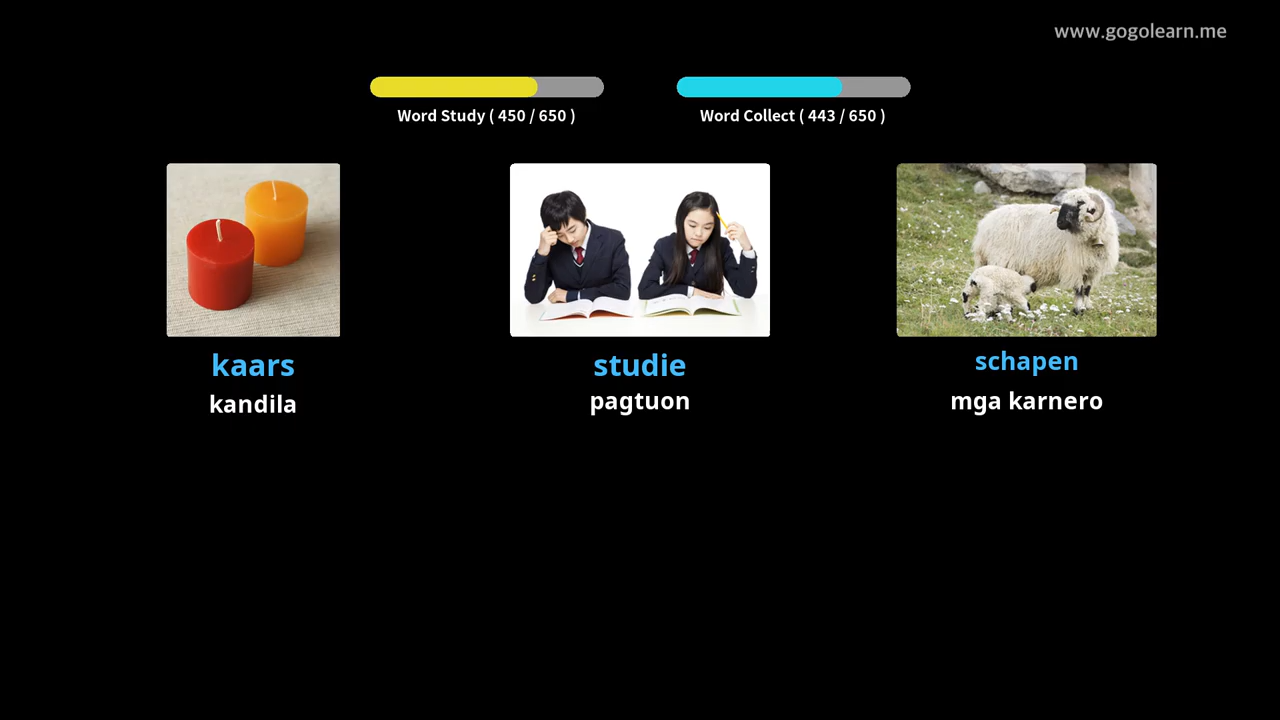 www.gogolearn.me
Word Study ( 450 / 650 )
Word Collect ( 443 / 650 )
kaars
kandila
studie
pagtuon
schapen
mga karnero